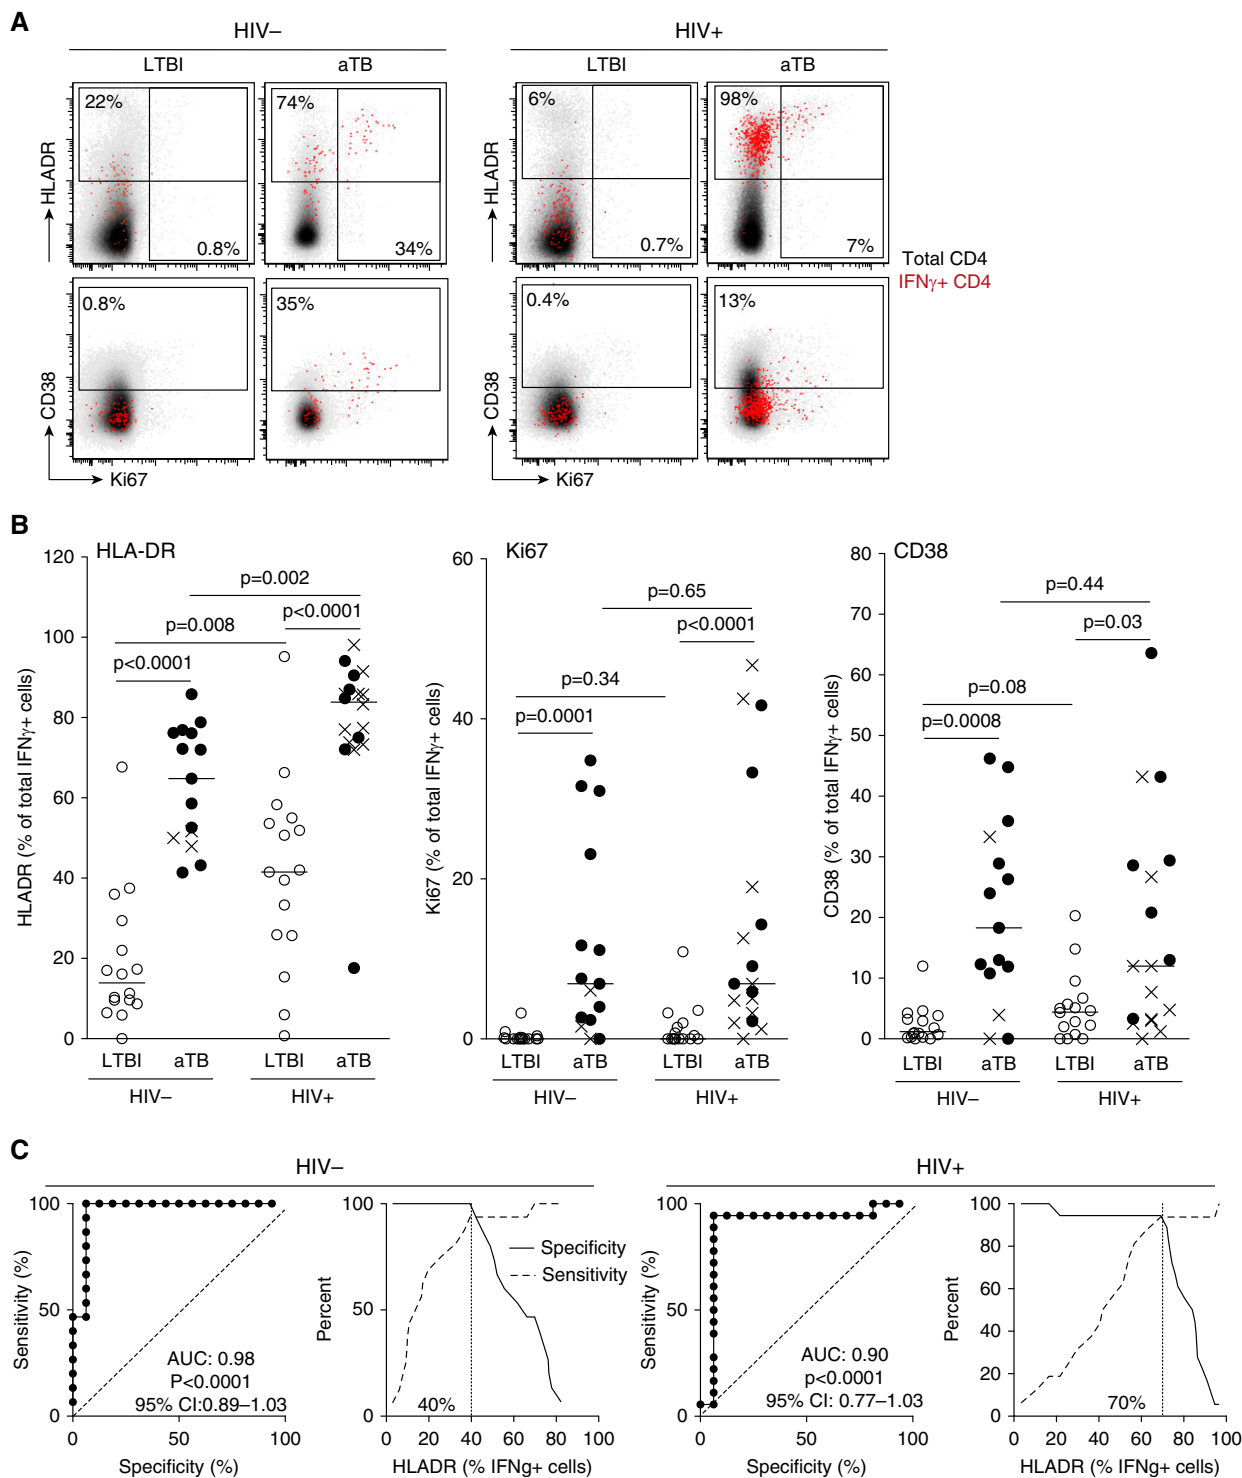 A
HIV–
HIV+
LTBI
aTB
LTBI
aTB
22%
74%
6%
98%
HLADR
HLADR
0.8%
34%
0.7%
7%
Total CD4
IFNγ+ CD4
0.8%
35%
0.4%
13%
CD38
CD38
Ki67
Ki67
B
HLA-DR
Ki67
CD38
HLADR (% of total IFNγ+ cells)
120
100
80
60
40
20
0
p=0.002
p<0.0001
p=0.008
p<0.0001
LTBI
aTB
LTBI
aTB
HIV–
HIV+
Ki67 (% of total IFNγ+ cells)
60
40
20
0
p=0.65
p<0.0001
p=0.34
p=0.0001
LTBI
aTB
LTBI
aTB
HIV–
HIV+
CD38 (% of total IFNγ+ cells)
80
70
60
50
40
30
20
10
0
p=0.44
p=0.03
p=0.08
p=0.0008
LTBI
aTB
LTBI
aTB
HIV–
HIV+
C
HIV–
HIV+
Sensitivity (%)
100
50
0
AUC: 0.98
P<0.0001
95% CI:0.89–1.03
0
50
100
Specificity (%)
Percent
100
50
0
Specificity
Sensitivity
40%
0
20
40
60
80
100
HLADR (% IFNg+ cells)
Sensitivity (%)
100
50
0
AUC: 0.90
p<0.0001
95% CI: 0.77–1.03
0
50
100
Specificity (%)
Percent
100
80
60
40
20
0
70%
0
20
40
60
80
100
HLADR (% IFNg+ cells)